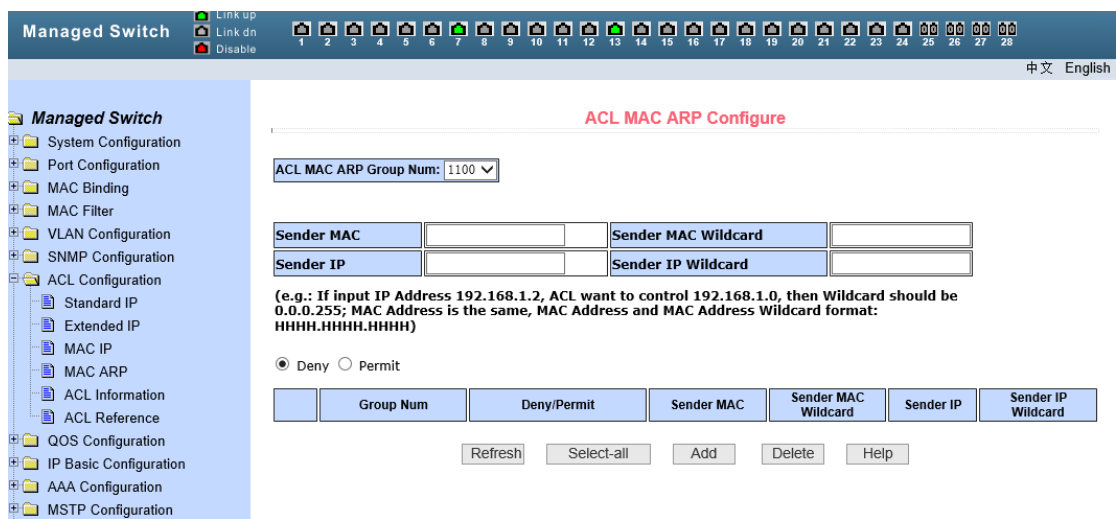 Link up
Managed Switch
Link dn
Disable
1 2 3 4 5 6 7 8 9 10 11 12 13 14 15 16 17 18 19 20 21 22 23 24 25 26 27 28
中文 English
Managed Switch
System Configuration
Port Configuration
MAC Binding
MAC Filter
VLAN Configuration
SNMP Configuration
ACL Configuration
Standard IP
Extended IP
MAC IP
MAC ARP
ACL Information
ACL Reference
QOS Configuration
IP Basic Configuration
AAA Configuration
MSTP Configuration
ACL MAC ARP Configure
ACL MAC ARP Group Num: 1100
Sender MAC Sender MAC Wildcard
Sender IP Sender IP Wildcard
(e.g.: If input IP Address 192.168.1.2, ACL want to control 192.168.1.0, then Wildcard should be
0.0.0.255; MAC Address is the same, MAC Address and MAC Address Wildcard format:
HHHH.HHHH.HHHH)
Deny Permit
Group Num Deny/Permit Sender MAC Sender MAC Wildcard Sender IP Sender IP Wildcard
Refresh Select-all Add Delete Help